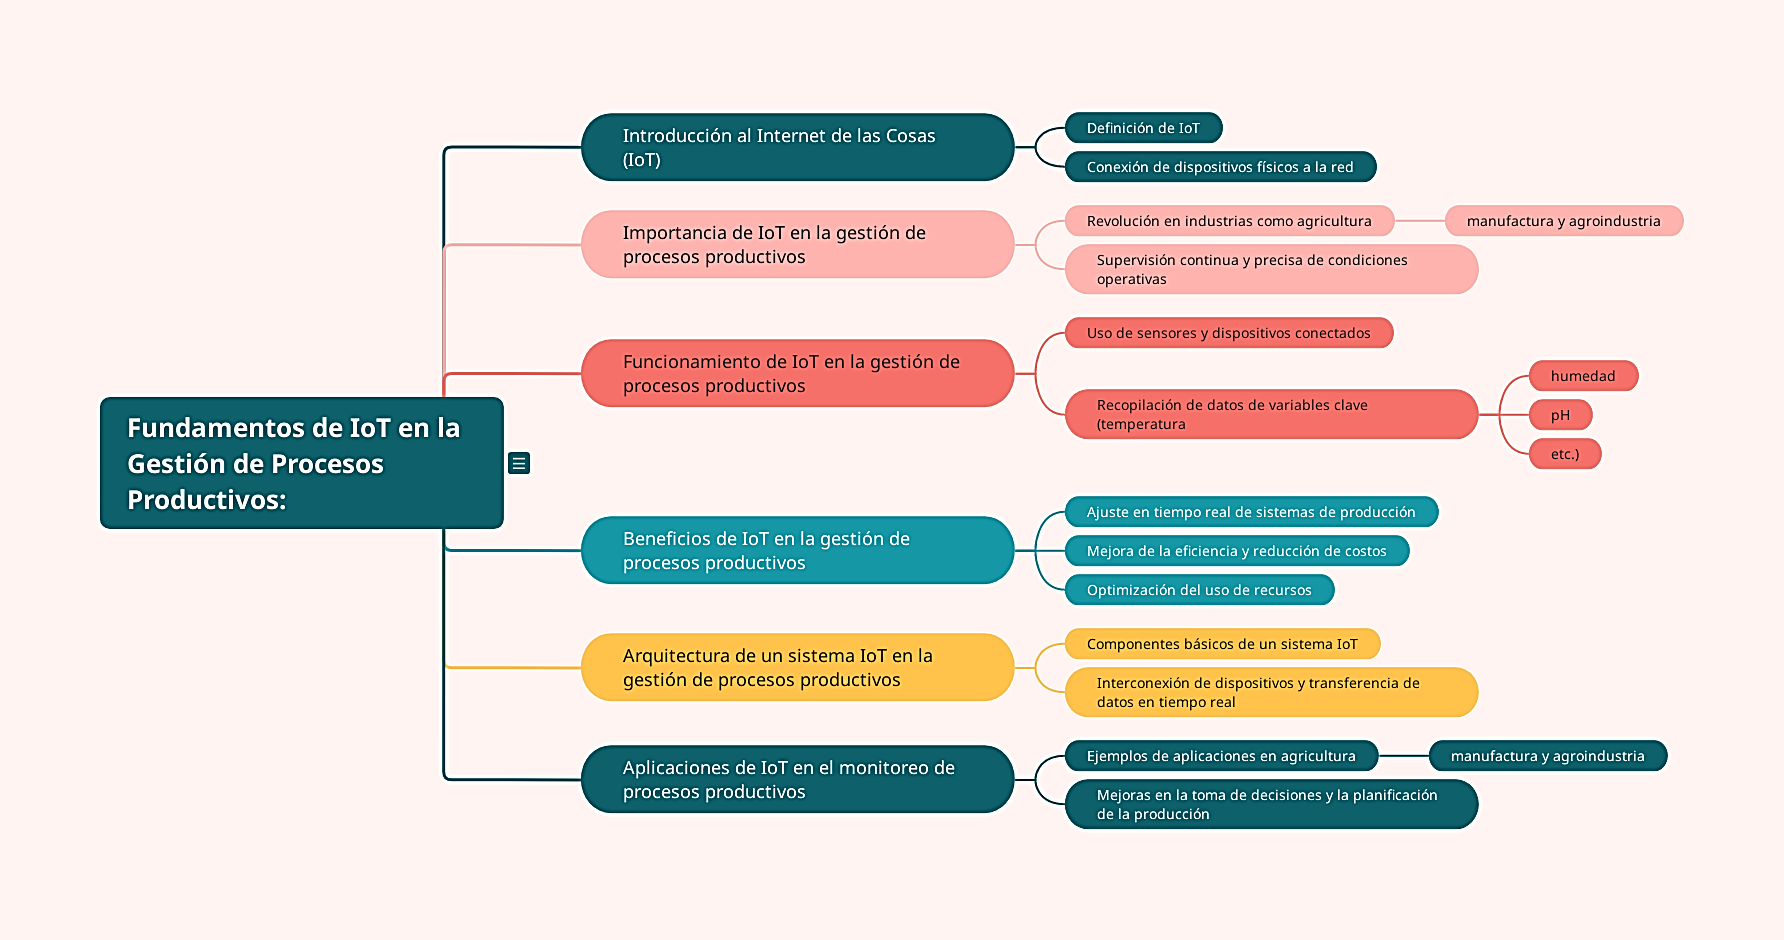 Fundamentos de IoT en la
Gestión de Procesos
Productivos:
Introducción al Internet de las Cosas
(IoT)
Definición de IoT
Conexión de dispositivos físicos a la red
Importancia de IoT en la gestión de
procesos productivos
Revolución en industrias como agricultura
manufactura y agroindustria
Supervisión continua y precisa de condiciones
operativas
Funcionamiento de IoT en la gestión de
procesos productivos
Uso de sensores y dispositivos conectados
Recopilación de datos de variables clave
(temperatura
humedad
pH
etc.)
Beneficios de IoT en la gestión de
procesos productivos
Ajuste en tiempo real de sistemas de producción
Mejora de la eficiencia y reducción de costos
Optimización del uso de recursos
Arquitectura de un sistema IoT en la
gestión de procesos productivos
Componentes básicos de un sistema IoT
Interconexión de dispositivos y transferencia de
datos en tiempo real
Aplicaciones de IoT en el monitoreo de
procesos productivos
Ejemplos de aplicaciones en agricultura
manufactura y agroindustria
Mejoras en la toma de decisiones y la planificación
de la producción